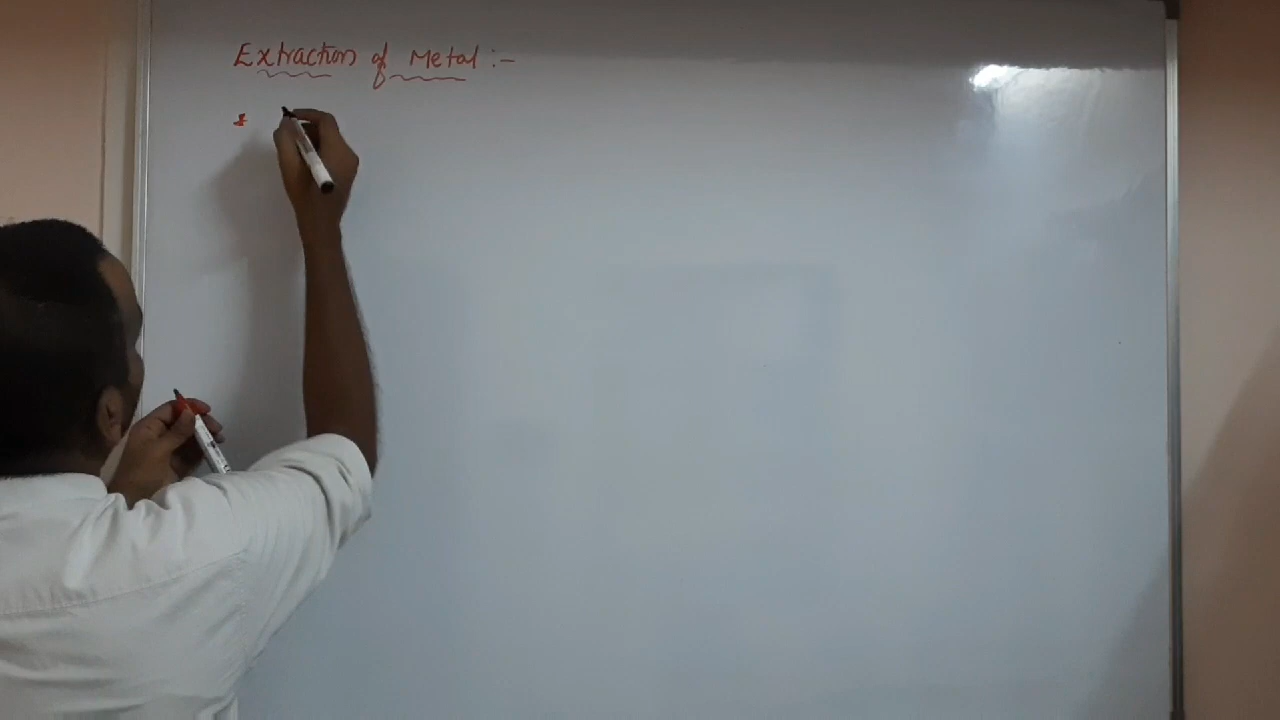 Extraction of Metal :-
*